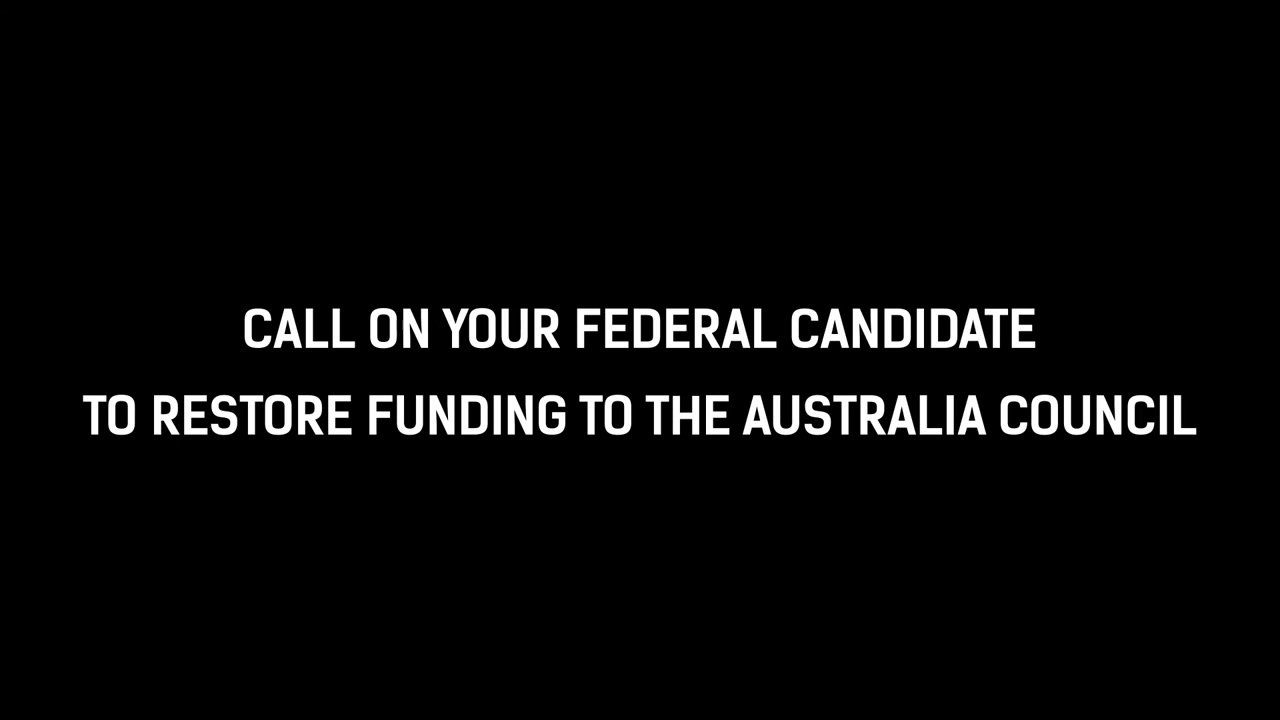 CALL ON YOUR FEDERAL CANDIDATE
TO RESTORE FUNDING TO THE AUSTRALIA COUNCIL